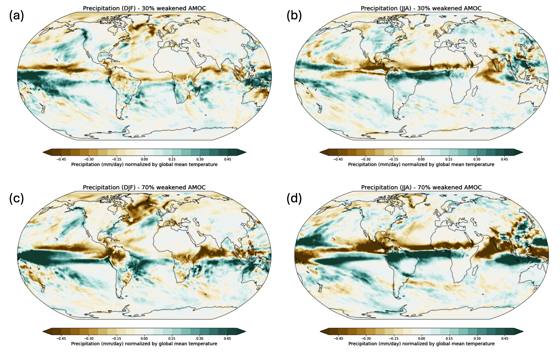 (a)
Precipitation (DJF) - 30% weakened AMOC
-0.45 -0.30 -0.15 0.00 0.15 0.30 0.45
Precipitation (mm/day) normalized by global mean temperature
(b)
Precipitation (JJA) - 30% weakened AMOC
-0.45 -0.30 -0.15 0.00 0.15 0.30 0.45
Precipitation (mm/day) normalized by global mean temperature
(c)
Precipitation (DJF) - 70% weakened AMOC
-0.45 -0.30 -0.15 0.00 0.15 0.30 0.45
Precipitation (mm/day) normalized by global mean temperature
(d)
Precipitation (JJA) - 70% weakened AMOC
-0.45 -0.30 -0.15 0.00 0.15 0.30 0.45
Precipitation (mm/day) normalized by global mean temperature